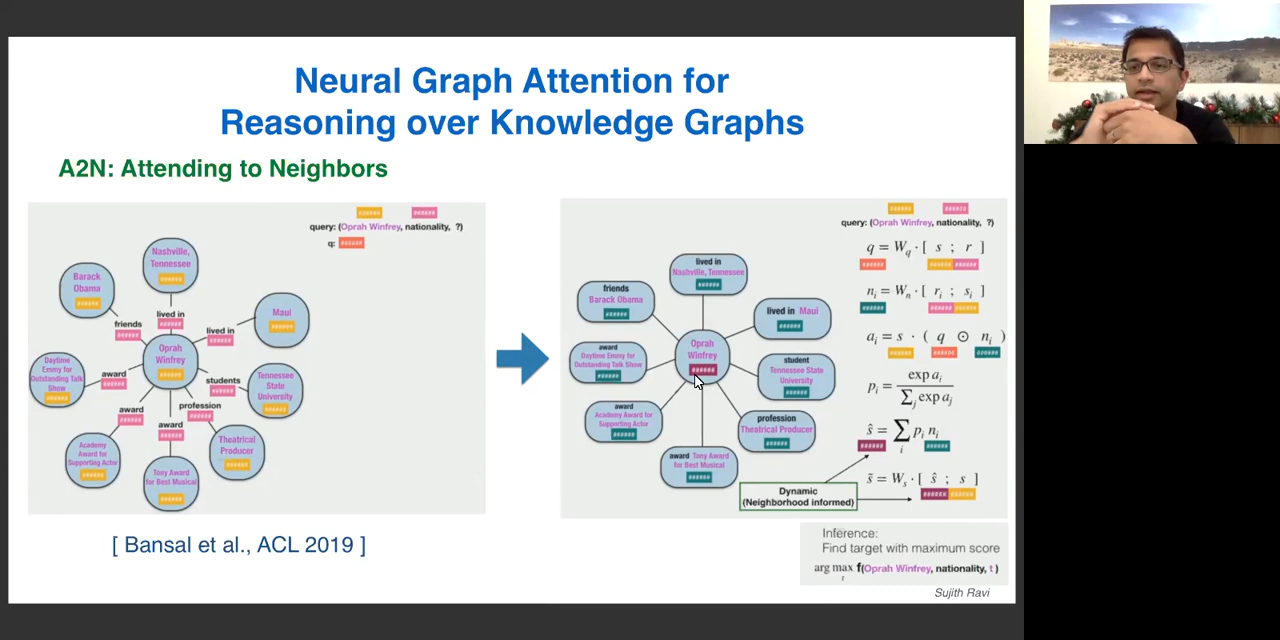 Neural Graph Attention for
Reasoning over Knowledge Graphs
A2N: Attending to Neighbors
######
######
query: (Oprah Winfrey, nationality, ?)
q: ######
Nashville,
Tennessee
######
Barack
Obama
######
Maui
######
friends
######
lived in
######
lived in
######
Oprah
Winfrey
######
Daytime
Emmy for
Outstanding Talk
Show
######
award
######
students
######
Tennessee
State
University
######
award
######
award
######
profession
######
Academy
Award for
Supporting Actor
######
Tony Award
for Best Musical
######
Theatrical
Producer
######
[ Bansal et al., ACL 2019 ]
######
######
query: (Oprah Winfrey, nationality, ?)
lived in
Nashville, Tennessee
######
friends
Barack Obama
######
lived in Maui
######
award
Daytime Emmy for
Outstanding Talk Show
######
Oprah
Winfrey
######
student
Tennessee State
University
######
award
Academy Award for
Supporting Actor
######
profession
Theatrical Producer
######
award Tony Award
for Best Musical
######
Dynamic
(Neighborhood informed)
q = W_q · [ s ; r ]
###### ###### ######
n_i = W_n · [ r_i ; s_i ]
###### ###### ######
a_i = s · ( q ⊙ n_i )
###### ###### ######
p_i = exp a_i / ∑_j exp a_j
ŝ = ∑_i p_i n_i
###### ######
s̃ = W_s · [ ŝ ; s ]
###### ######
Inference:
Find target with maximum score
arg max_t f(Oprah Winfrey, nationality, t )
Sujith Ravi